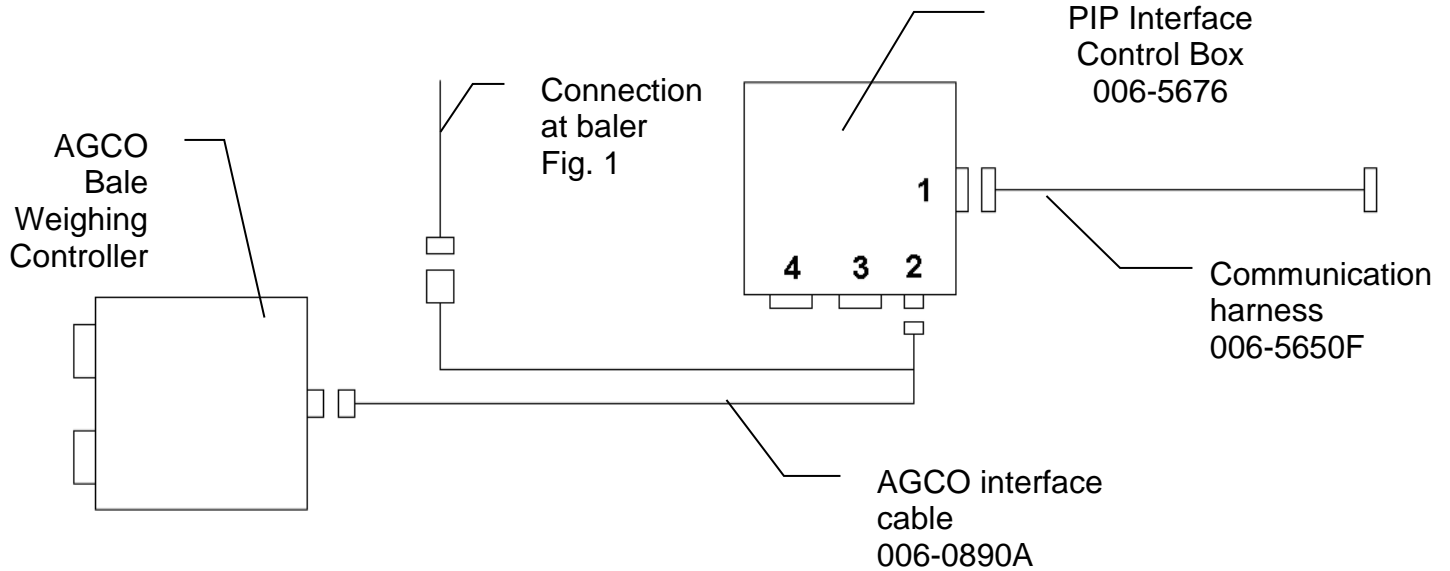 PIP Interface
Control Box
006-5676
Connection
at baler
Fig. 1
AGCO
Bale
Weighing
Controller
1
4 3 2
Communication
harness
006-5650F
AGCO interface
cable
006-0890A